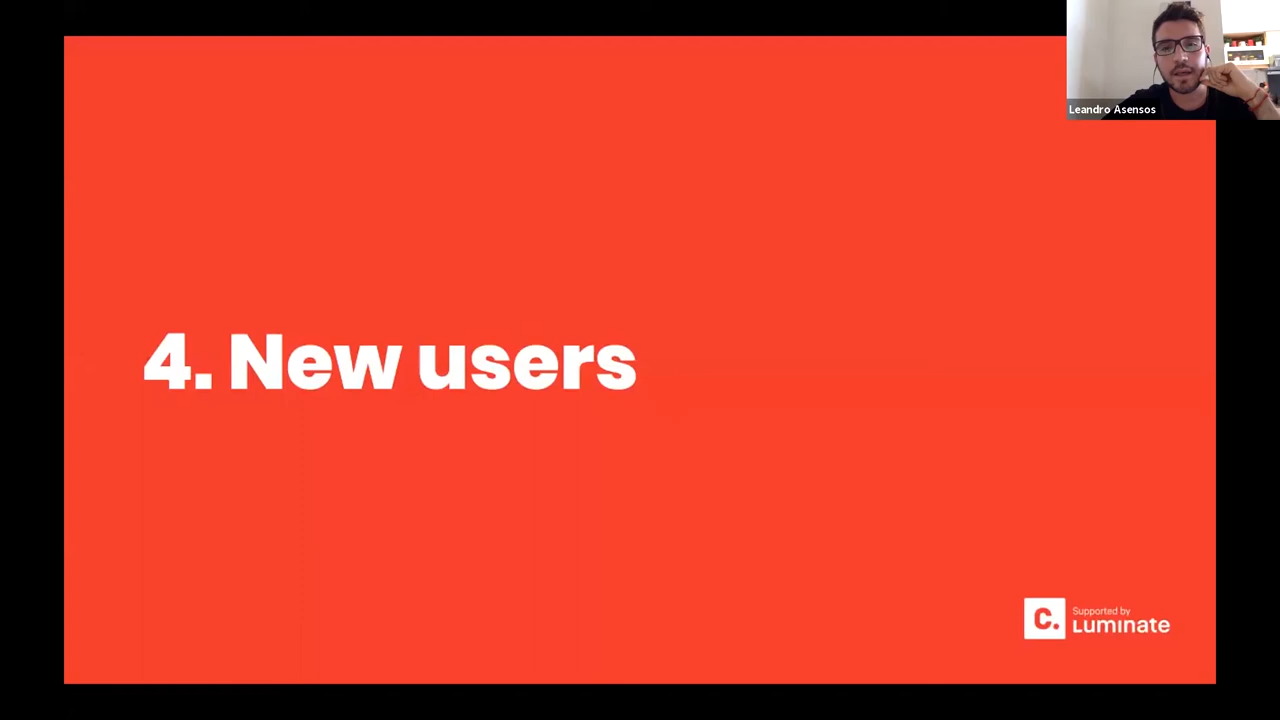 Leandro Asensos
4. New users
C.
Supported by
Luminate